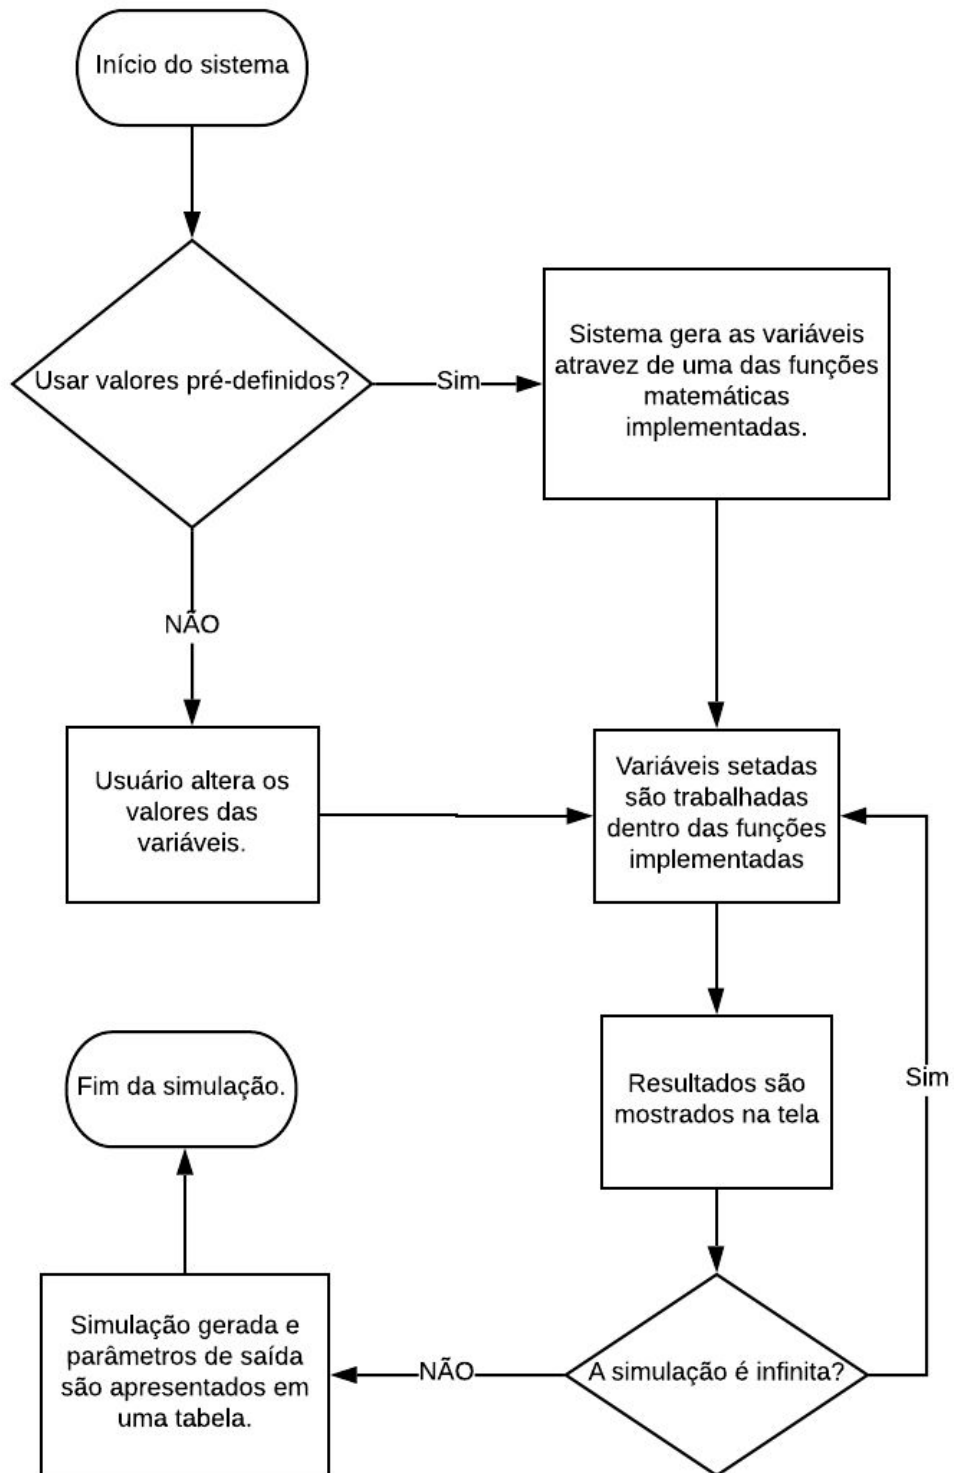 Início do sistema
Usar valores pré-definidos?
Sim
Sistema gera as variáveis
atravez de uma das funções
matemáticas
implementadas.
NÃO
Usuário altera os
valores das
variáveis.
Variáveis setadas
são trabalhadas
dentro das funções
implementadas
Resultados são
mostrados na tela
Sim
A simulação é infinita?
NÃO
Simulação gerada e
parâmetros de saída
são apresentados em
uma tabela.
Fim da simulação.